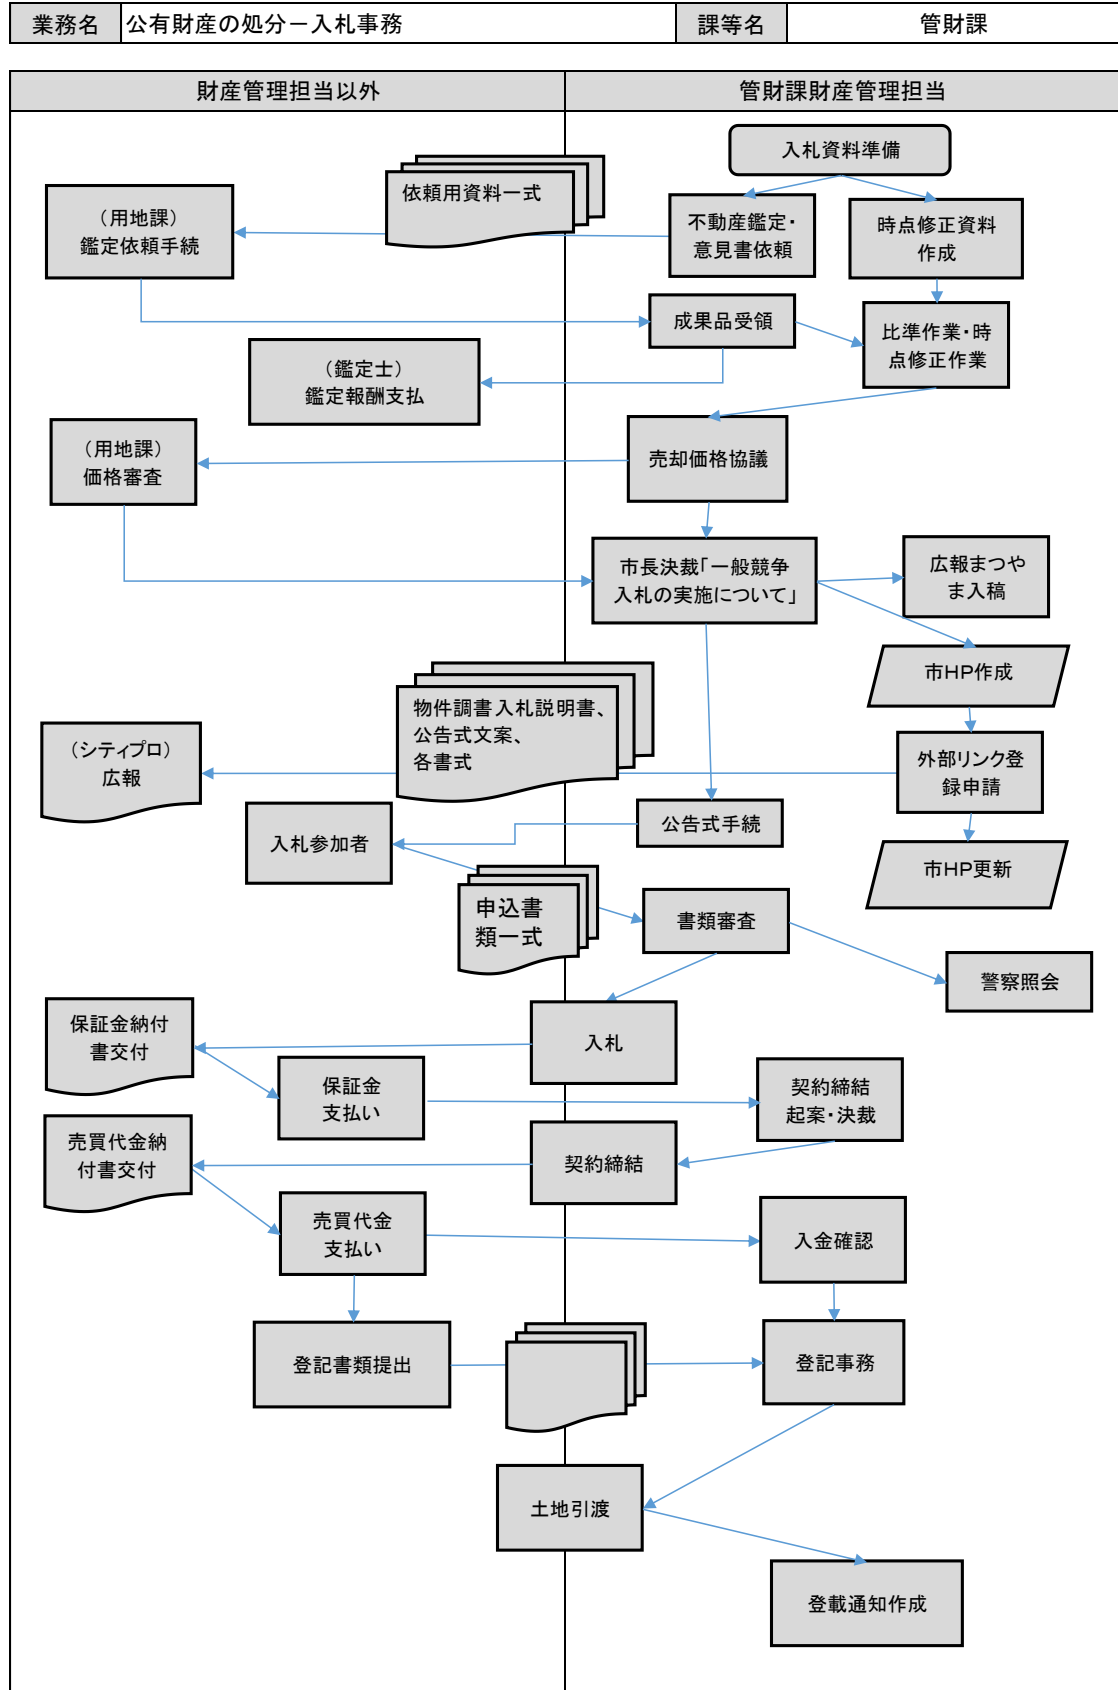 業務名
公有財産の処分－入札事務
課等名
管財課
財産管理担当以外
管財課財産管理担当
入札資料準備
依頼用資料一式
（用地課）
鑑定依頼手続
不動産鑑定・
意見書依頼
時点修正資料
作成
成果品受領
比準作業・時
点修正作業
（鑑定士）
鑑定報酬支払
（用地課）
価格審査
売却価格協議
市長決裁「一般競争
入札の実施について」
広報まつや
ま入稿
市ＨＰ作成
物件調書入札説明書、
公告式文案、
各書式
（シティプロ）
広報
外部リンク登
録申請
入札参加者
公告式手続
市ＨＰ更新
申込書
類一式
書類審査
警察照会
保証金納付
書交付
入札
保証金
支払い
契約締結
起案・決裁
売買代金納
付書交付
契約締結
売買代金
支払い
入金確認
登記書類提出
登記事務
土地引渡
登載通知作成